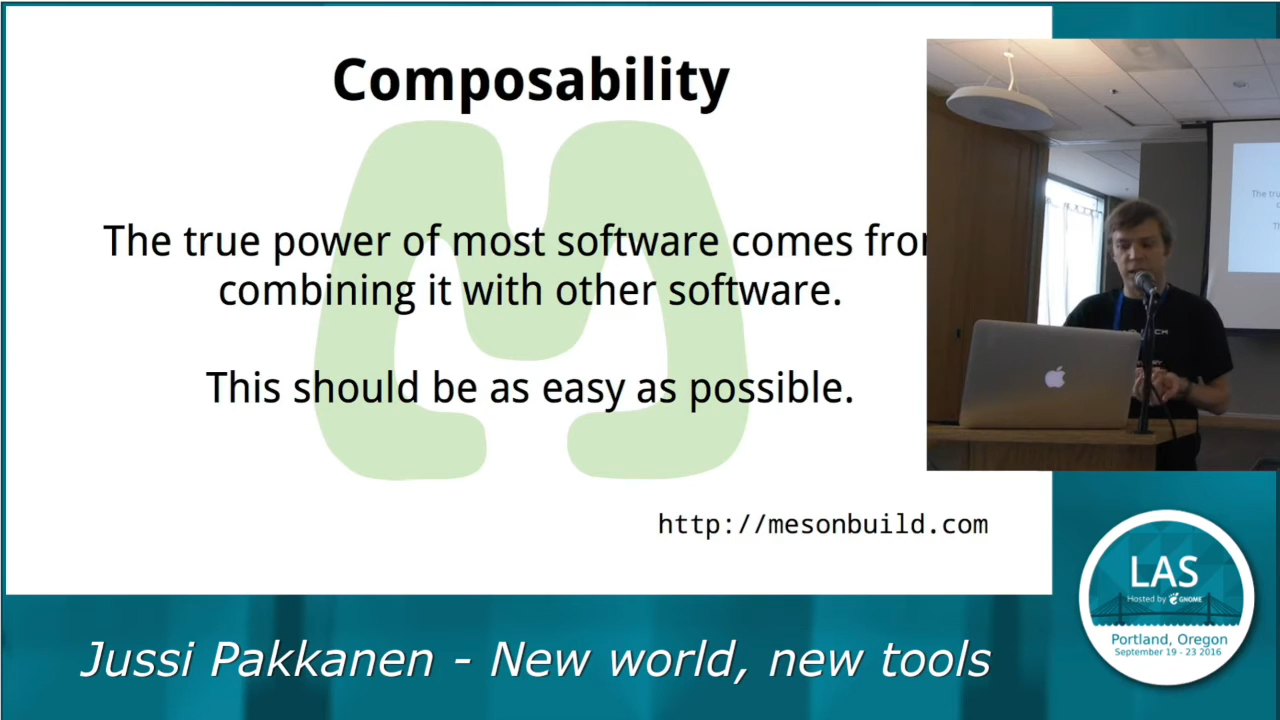 Composability
The true power of most software comes
combining it with other software.
This should be as easy as possible.
http://mesonbuild.com
LAS
Hosted by GNOME
Portland, Oregon
September 19 - 23 2016
Jussi Pakkanen - New world, new tools